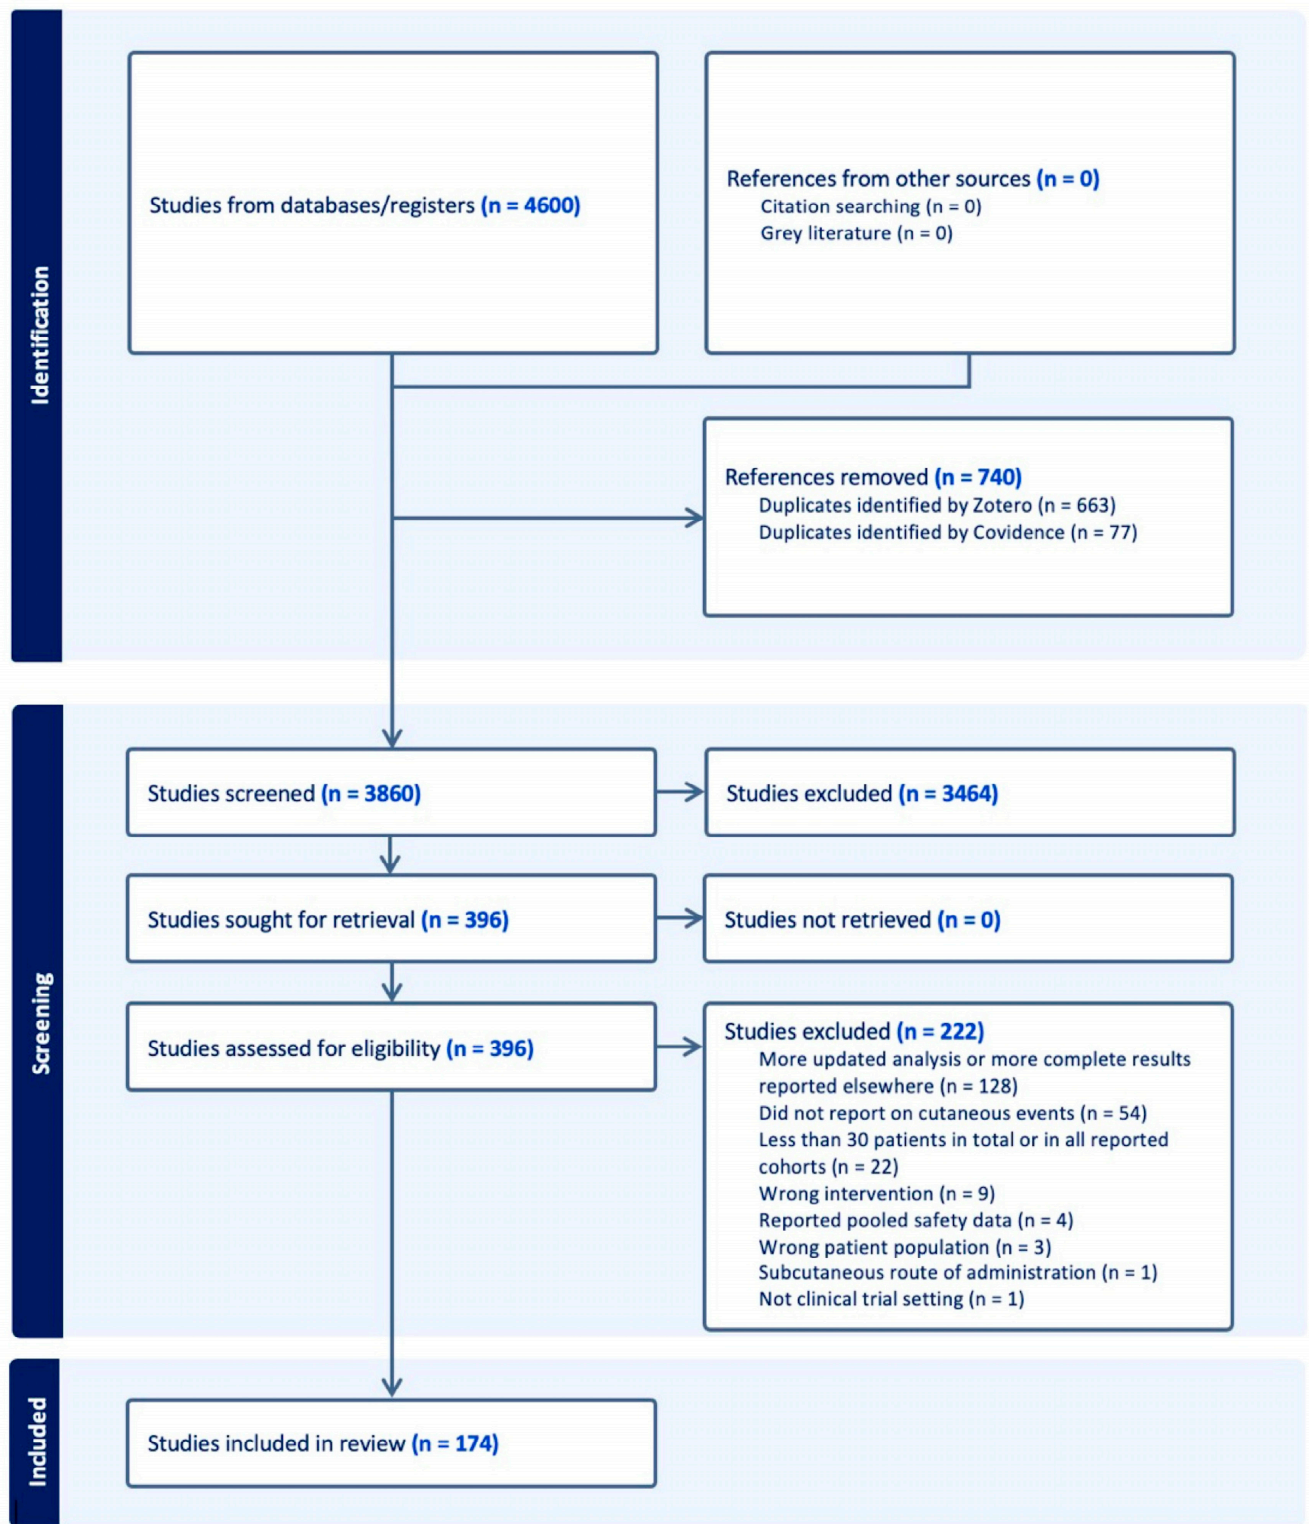 Identification
Studies from databases/registers (n = 4600)
References from other sources (n = 0)
Citation searching (n = 0)
Grey literature (n = 0)
References removed (n = 740)
Duplicates identified by Zotero (n = 663)
Duplicates identified by Covidence (n = 77)
Screening
Studies screened (n = 3860)
Studies excluded (n = 3464)
Studies sought for retrieval (n = 396)
Studies not retrieved (n = 0)
Studies assessed for eligibility (n = 396)
Studies excluded (n = 222)
More updated analysis or more complete results
reported elsewhere (n = 128)
Did not report on cutaneous events (n = 54)
Less than 30 patients in total or in all reported
cohorts (n = 22)
Wrong intervention (n = 9)
Reported pooled safety data (n = 4)
Wrong patient population (n = 3)
Subcutaneous route of administration (n = 1)
Not clinical trial setting (n = 1)
Included
Studies included in review (n = 174)